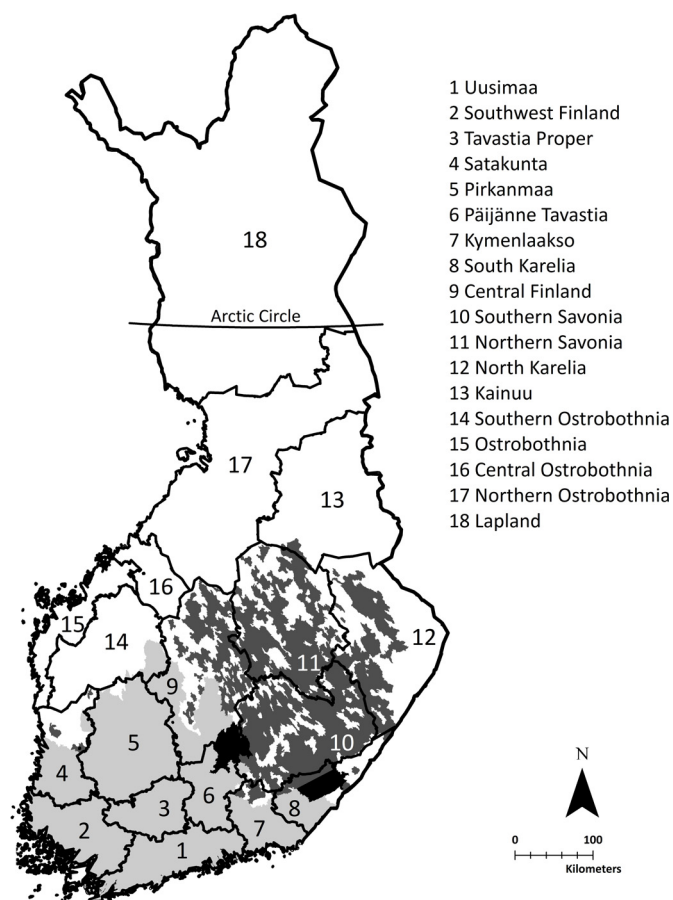 1 Uusimaa
2 Southwest Finland
3 Tavastia Proper
4 Satakunta
5 Pirkanmaa
6 Päijänne Tavastia
7 Kymenlaakso
8 South Karelia
9 Central Finland
10 Southern Savonia
11 Northern Savonia
12 North Karelia
13 Kainuu
14 Southern Ostrobothnia
15 Ostrobothnia
16 Central Ostrobothnia
17 Northern Ostrobothnia
18 Lapland
18
Arctic Circle
17
13
16
15
14
12
11
9
5
10
4
6
3
8
2
7
1
N
0 100
Kilometers